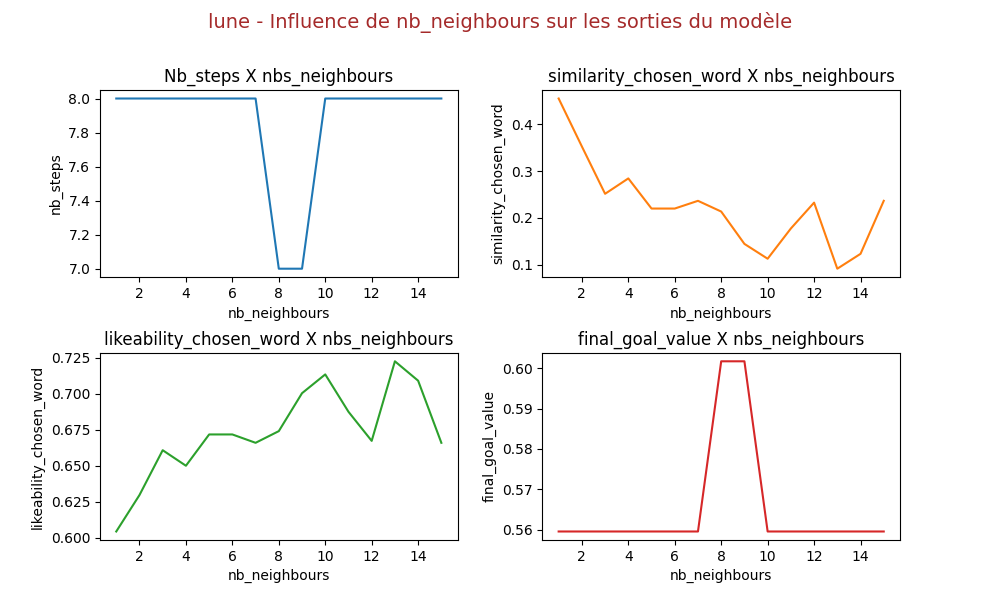 lune - Influence de nb_neighbours sur les sorties du modèle
Nb_steps X nbs_neighbours
8.0
7.8
7.6
7.4
7.2
7.0
nb_steps
2 4 6 8 10 12 14
nb_neighbours
similarity_chosen_word X nbs_neighbours
0.4
0.3
0.2
0.1
similarity_chosen_word
2 4 6 8 10 12 14
nb_neighbours
likeability_chosen_word X nbs_neighbours
0.725
0.700
0.675
0.650
0.625
0.600
likeability_chosen_word
2 4 6 8 10 12 14
nb_neighbours
final_goal_value X nbs_neighbours
0.60
0.59
0.58
0.57
0.56
final_goal_value
2 4 6 8 10 12 14
nb_neighbours